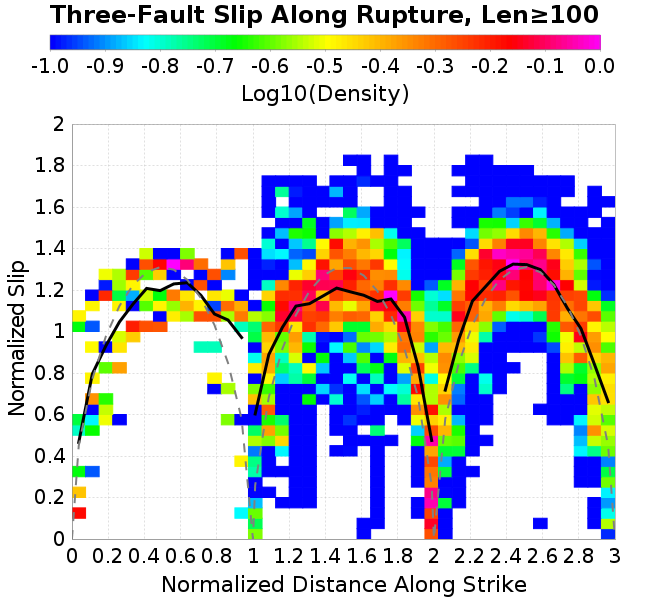 Three-Fault Slip Along Rupture, Len≥100
-1.0 -0.9 -0.8 -0.7 -0.6 -0.5 -0.4 -0.3 -0.2 -0.1 0.0
Log10(Density)
2
1.8
1.6
1.4
1.2
1
0.8
0.6
0.4
0.2
0
Normalized Slip
0 0.2 0.4 0.6 0.8 1 1.2 1.4 1.6 1.8 2 2.2 2.4 2.6 2.8 3
Normalized Distance Along Strike